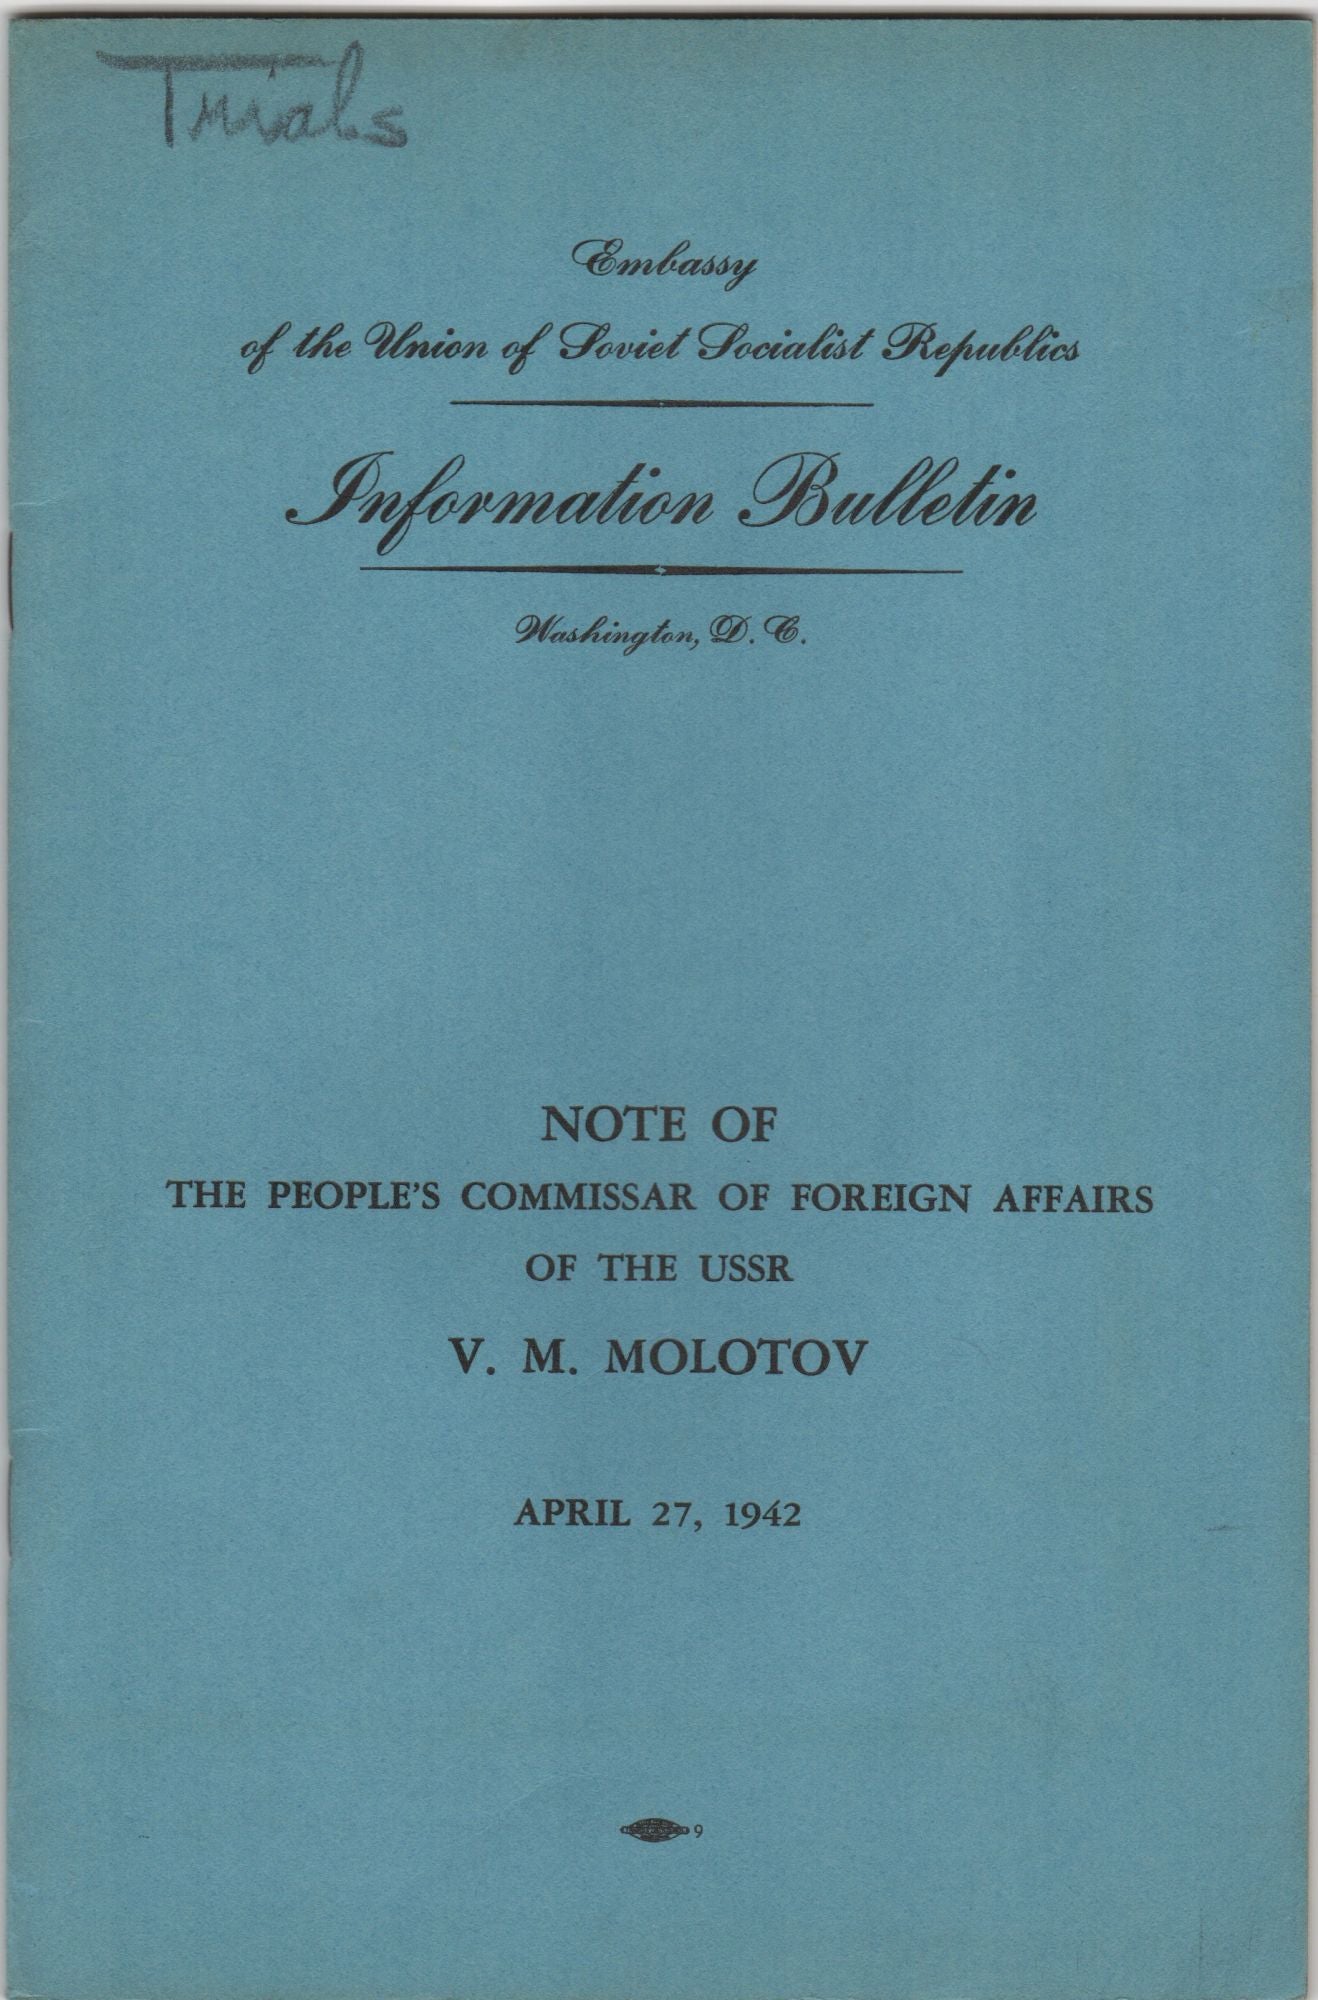 Trials
Embassy
of the Union of Soviet Socialist Republics
Information Bulletin
Washington, D. C.
NOTE OF
THE PEOPLE'S COMMISSAR OF FOREIGN AFFAIRS
OF THE USSR
V. M. MOLOTOV
APRIL 27, 1942
9